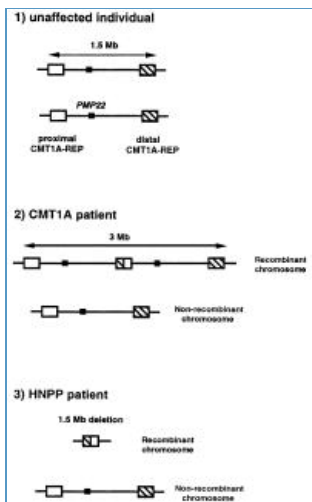 1) unaffected individual
1.5 Mb
PMP22
proximal
CMT1A-REP
distal
CMT1A-REP
2) CMT1A patient
3 Mb
Recombinant
chromosome
Non-recombinant
chromosome
3) HNPP patient
1.5 Mb deletion
Recombinant
chromosome
Non-recombinant
chromosome